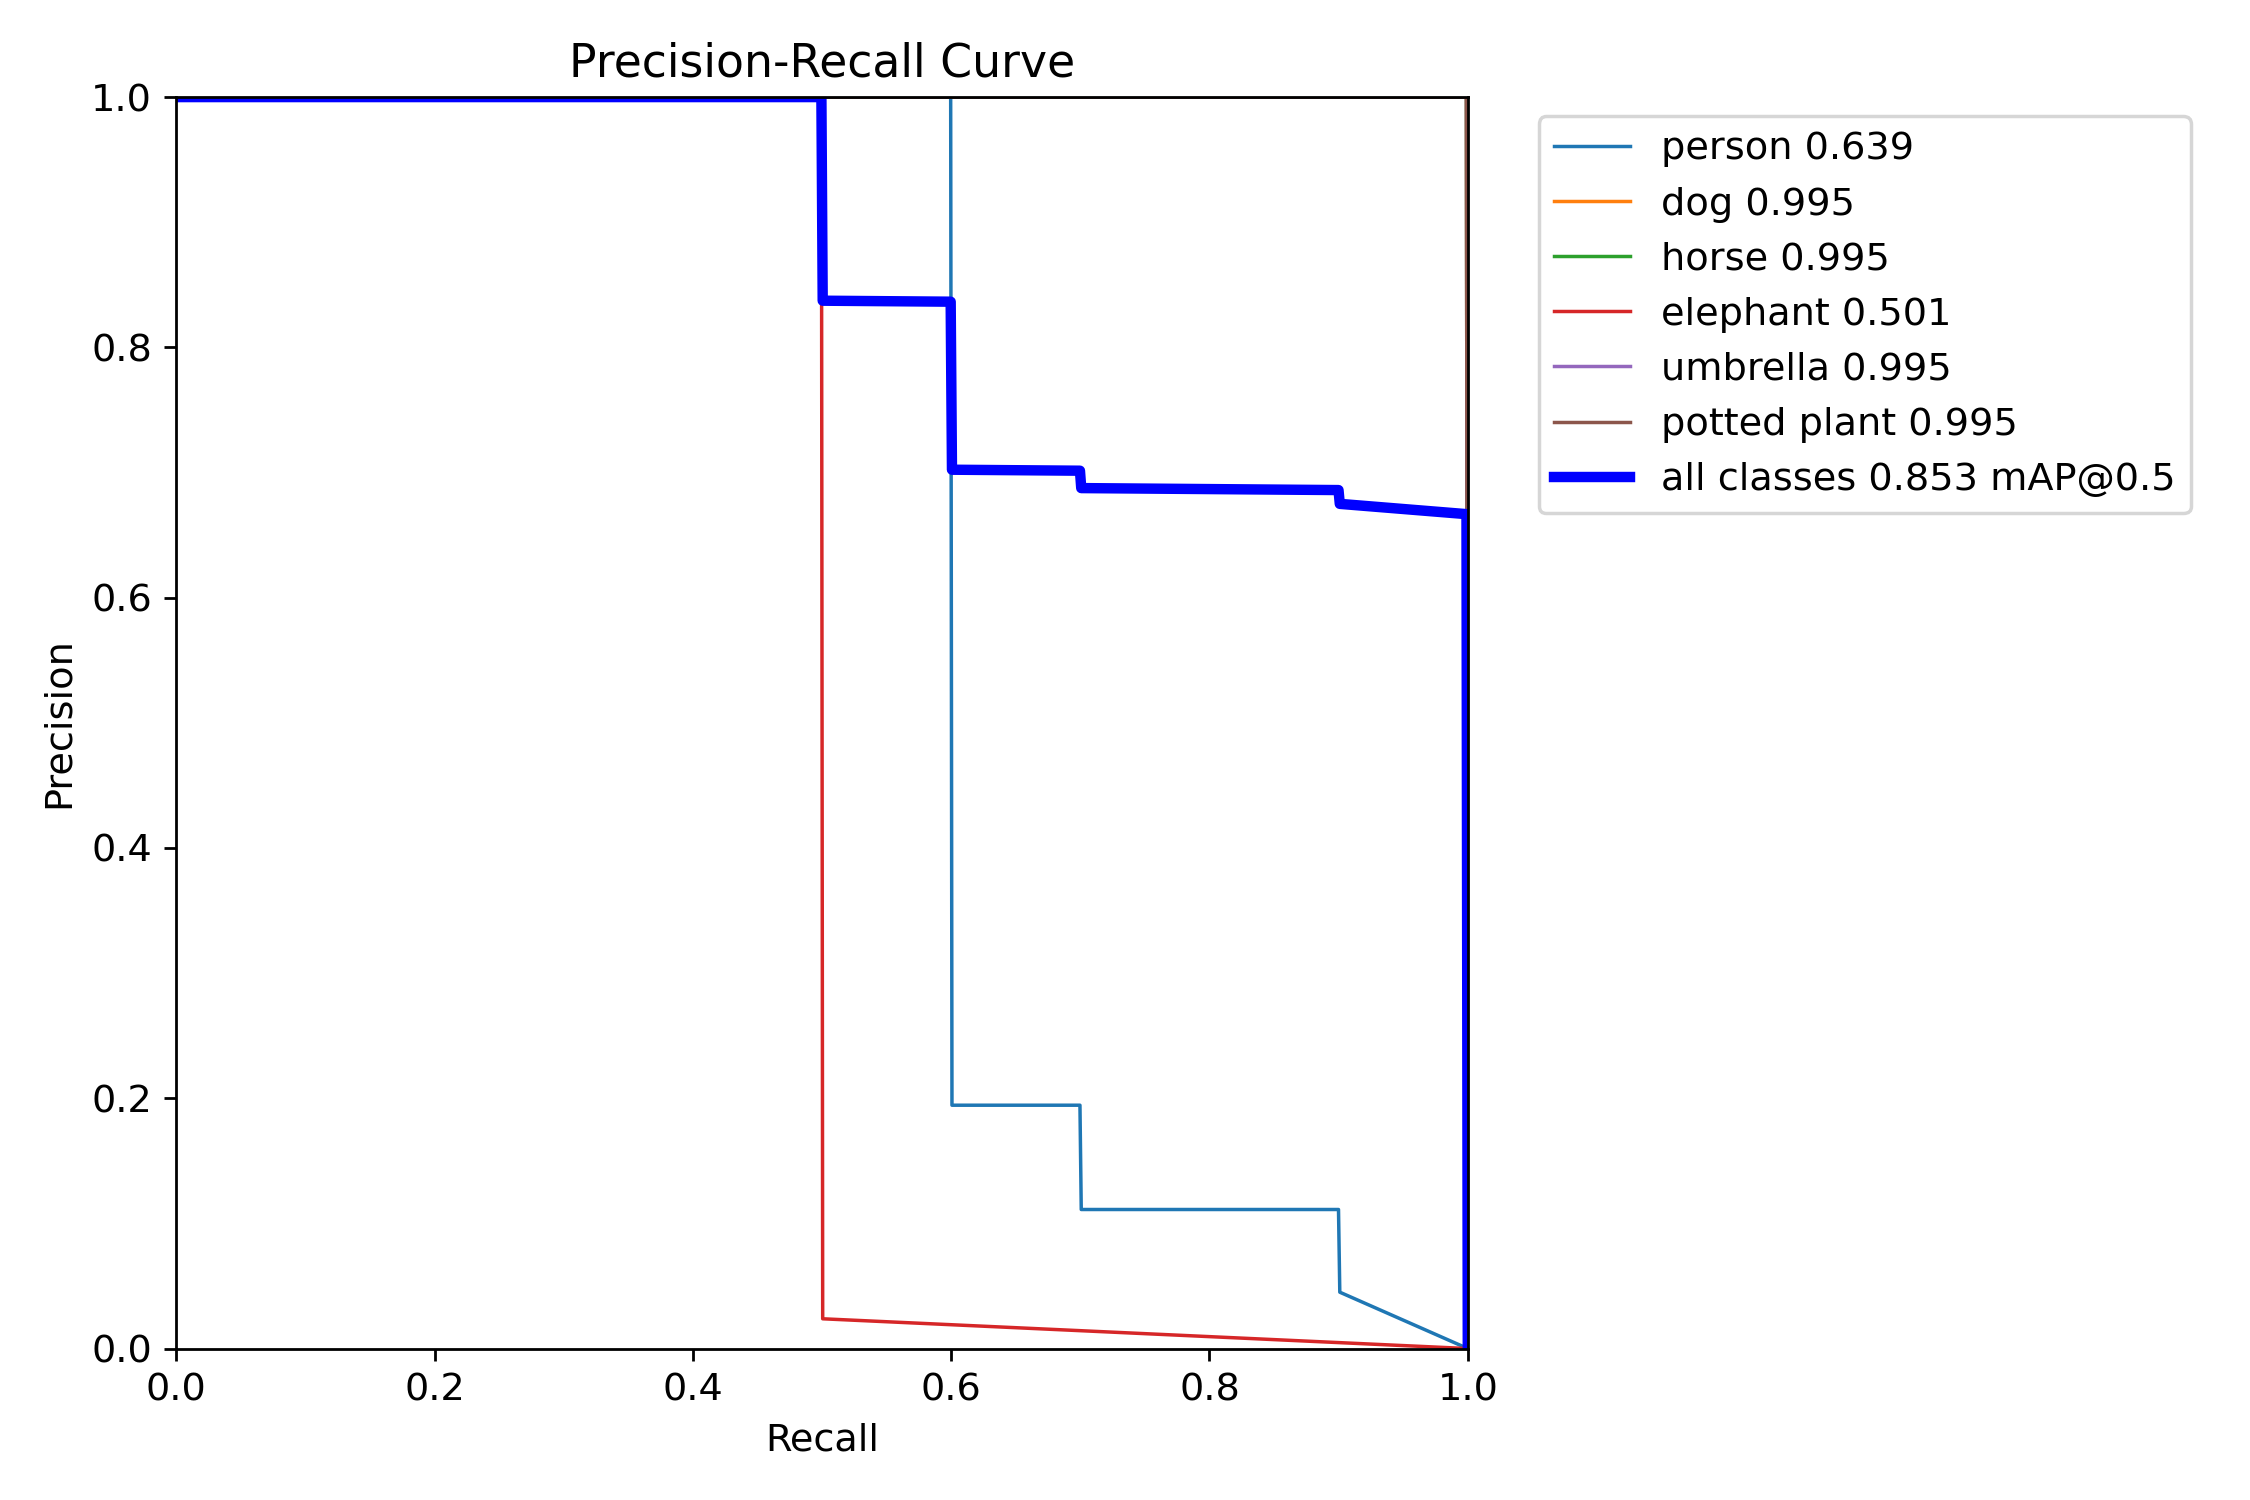 Precision-Recall Curve
1.0
0.8
0.6
0.4
0.2
0.0
Precision
0.0 0.2 0.4 0.6 0.8 1.0
Recall
person 0.639
dog 0.995
horse 0.995
elephant 0.501
umbrella 0.995
potted plant 0.995
all classes 0.853 mAP@0.5